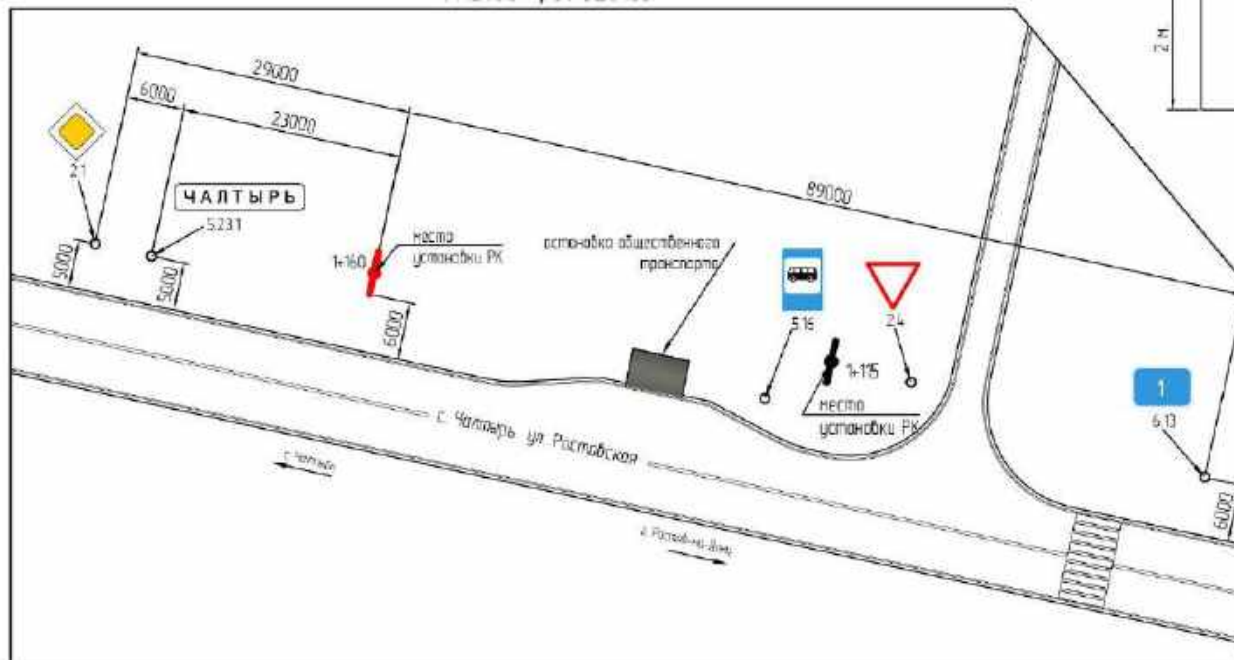 29000
6000
23000
2 м
89000
2.1
ЧАЛТЫРЬ
5.23.1
5000
5000
1+160
место
установки РК
6000
остановка общественного
транспорта
5.16
2.4
1+115
место
установки РК
1
6.13
6000
с. Чалтырь ул. Ростовская
с. Чалтырь
г. Ростов-на-Дону